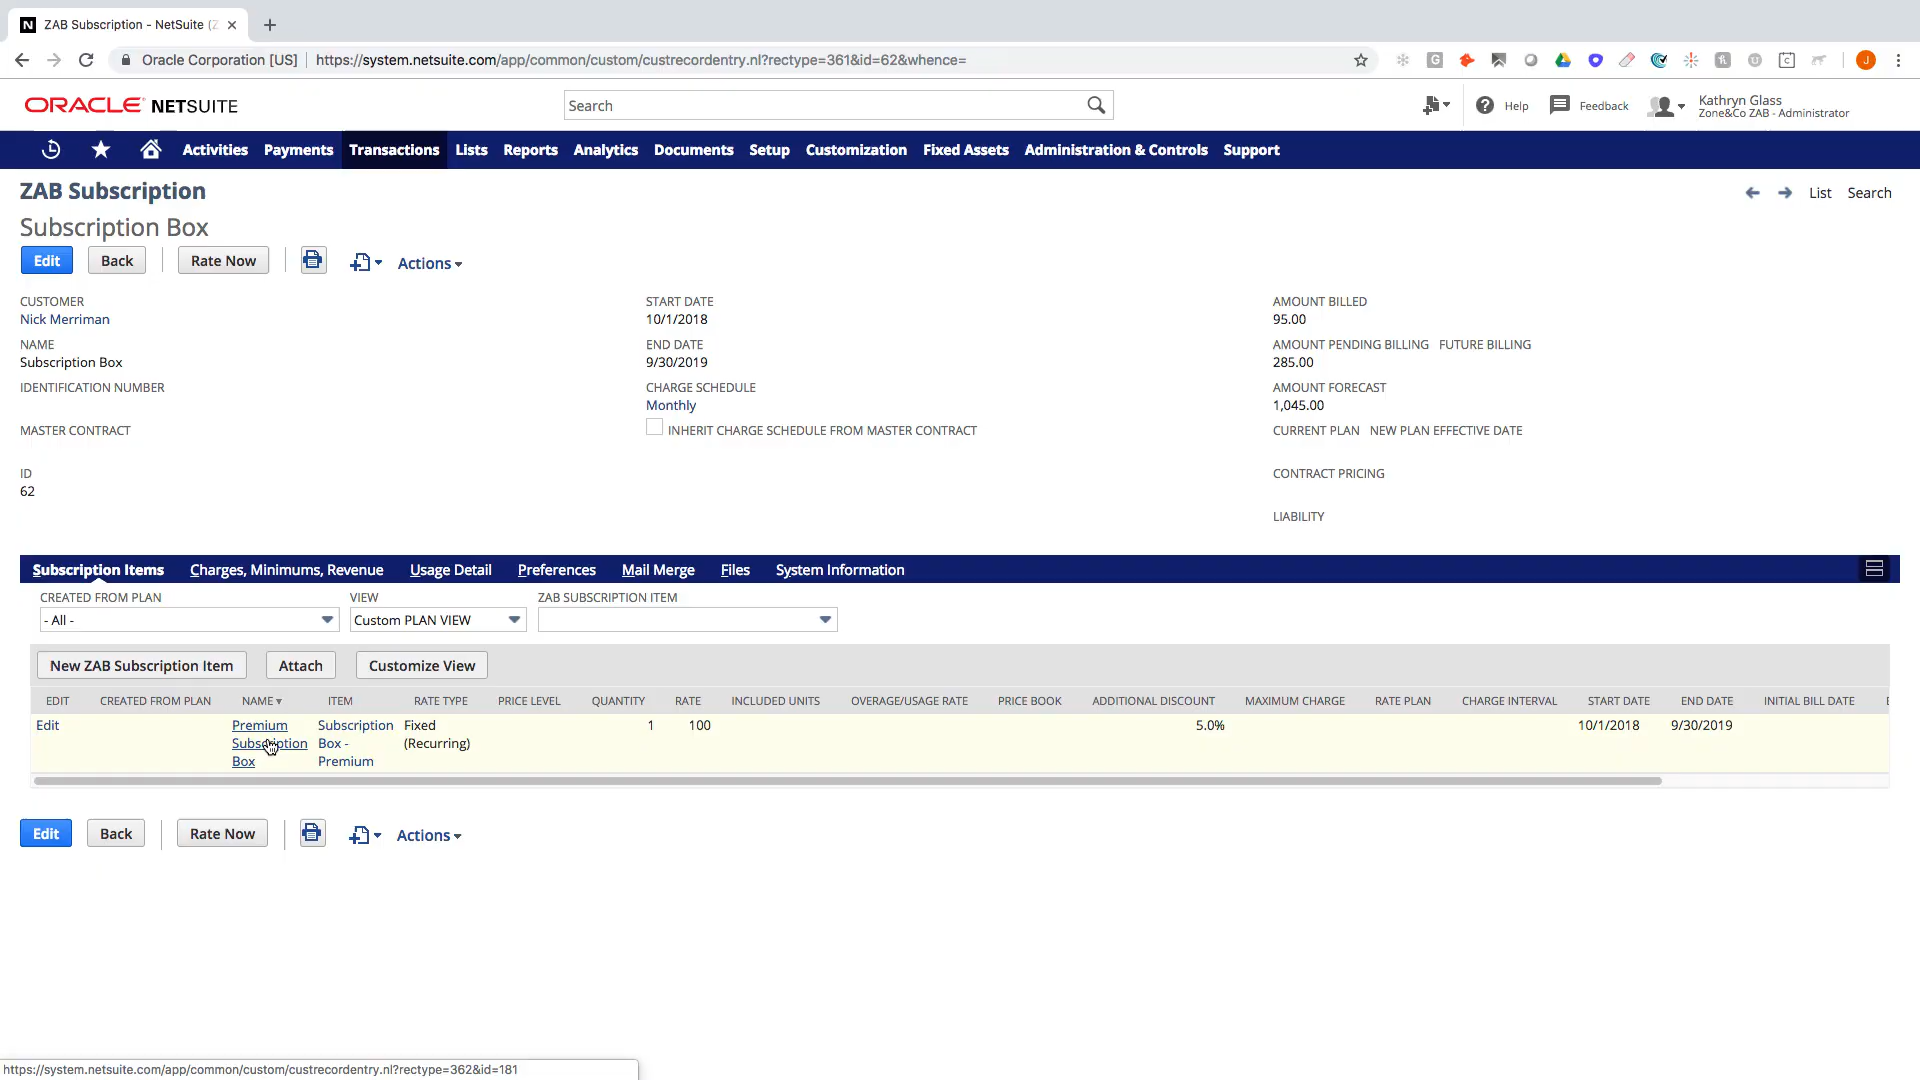 ZAB Subscription - NetSuite (Z
Oracle Corporation [US] https://system.netsuite.com/app/common/custom/custrecordentry.nl?rectype=361&id=62&whence=
ORACLE NETSUITE
Search
Help
Feedback
Kathryn Glass
Zone&Co ZAB - Administrator
Activities Payments Transactions Lists Reports Analytics Documents Setup Customization Fixed Assets Administration & Controls Support
ZAB Subscription
List Search
Subscription Box
Edit Back Rate Now Actions
CUSTOMER
Nick Merriman
NAME
Subscription Box
IDENTIFICATION NUMBER
MASTER CONTRACT
ID
62
START DATE
10/1/2018
END DATE
9/30/2019
CHARGE SCHEDULE
Monthly
INHERIT CHARGE SCHEDULE FROM MASTER CONTRACT
AMOUNT BILLED
95.00
AMOUNT PENDING BILLING FUTURE BILLING
285.00
AMOUNT FORECAST
1,045.00
CURRENT PLAN NEW PLAN EFFECTIVE DATE
CONTRACT PRICING
LIABILITY
Subscription Items Charges, Minimums, Revenue Usage Detail Preferences Mail Merge Files System Information
CREATED FROM PLAN VIEW ZAB SUBSCRIPTION ITEM
- All - Custom PLAN VIEW
New ZAB Subscription Item Attach Customize View
EDIT CREATED FROM PLAN NAME ITEM RATE TYPE PRICE LEVEL QUANTITY RATE INCLUDED UNITS OVERAGE/USAGE RATE PRICE BOOK ADDITIONAL DISCOUNT MAXIMUM CHARGE RATE PLAN CHARGE INTERVAL START DATE END DATE INITIAL BILL DATE
Edit Premium Subscription Fixed 1 100 5.0% 10/1/2018 9/30/2019
Subscription Box - (Recurring)
Box Premium
Edit Back Rate Now Actions
https://system.netsuite.com/app/common/custom/custrecordentry.nl?rectype=362&id=181